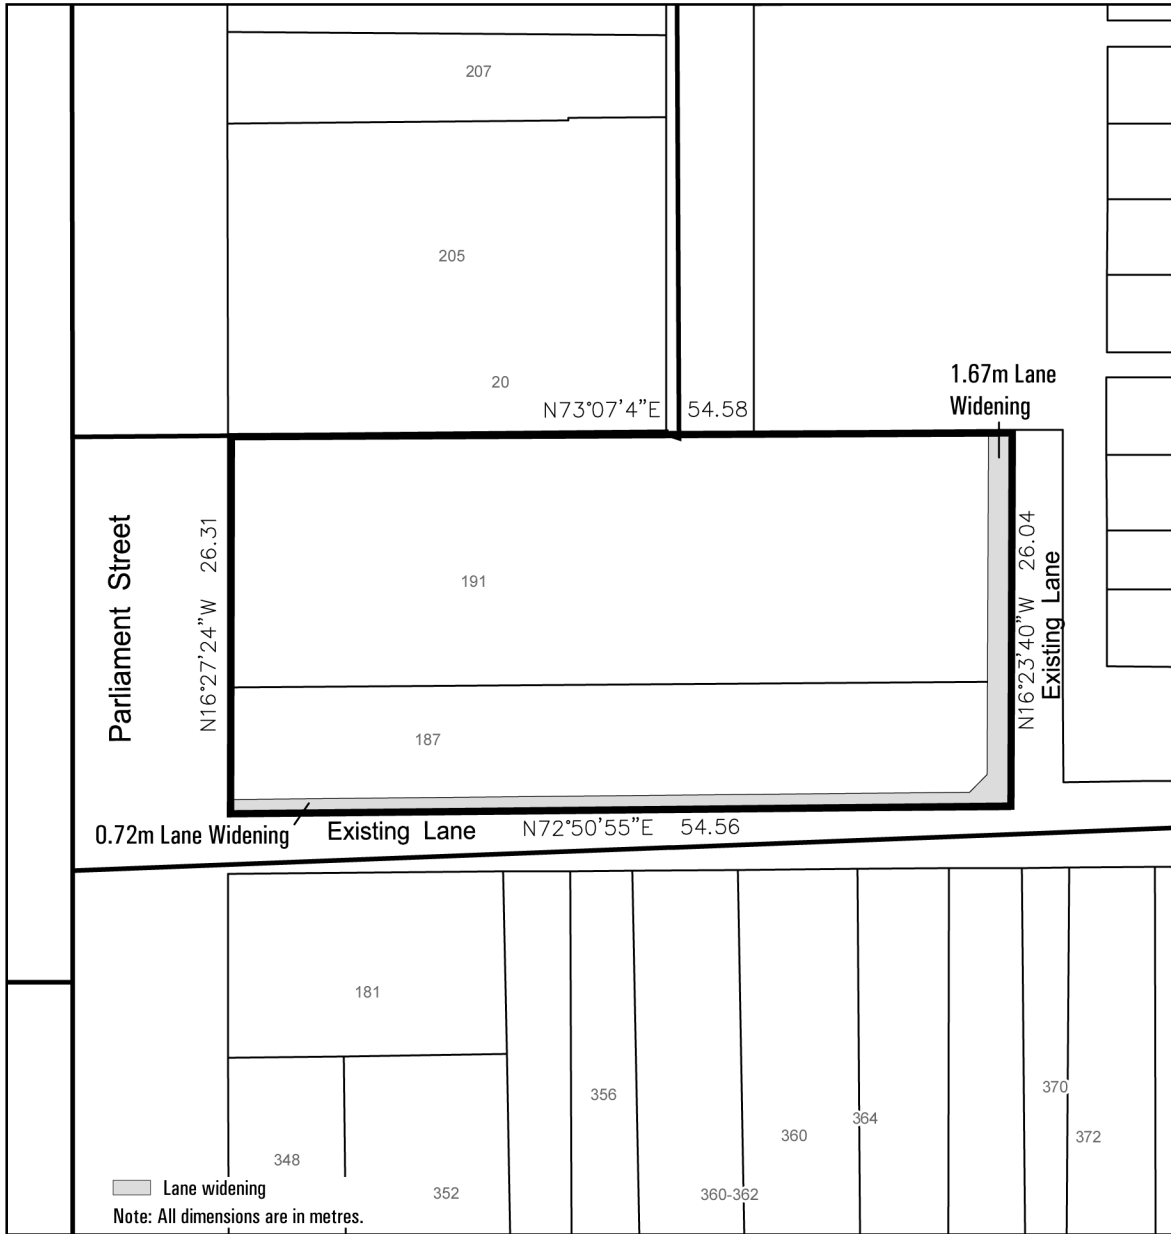 207
205
20
N73°07'4"E 54.58
1.67m Lane
Widening
Parliament Street
N16°27'24"W 26.31
191
187
N16°23'40"W 26.04
Existing Lane
0.72m Lane Widening
Existing Lane
N72°50'55"E 54.56
181
348
352
356
360
360-362
364
370
372
Lane widening
Note: All dimensions are in metres.